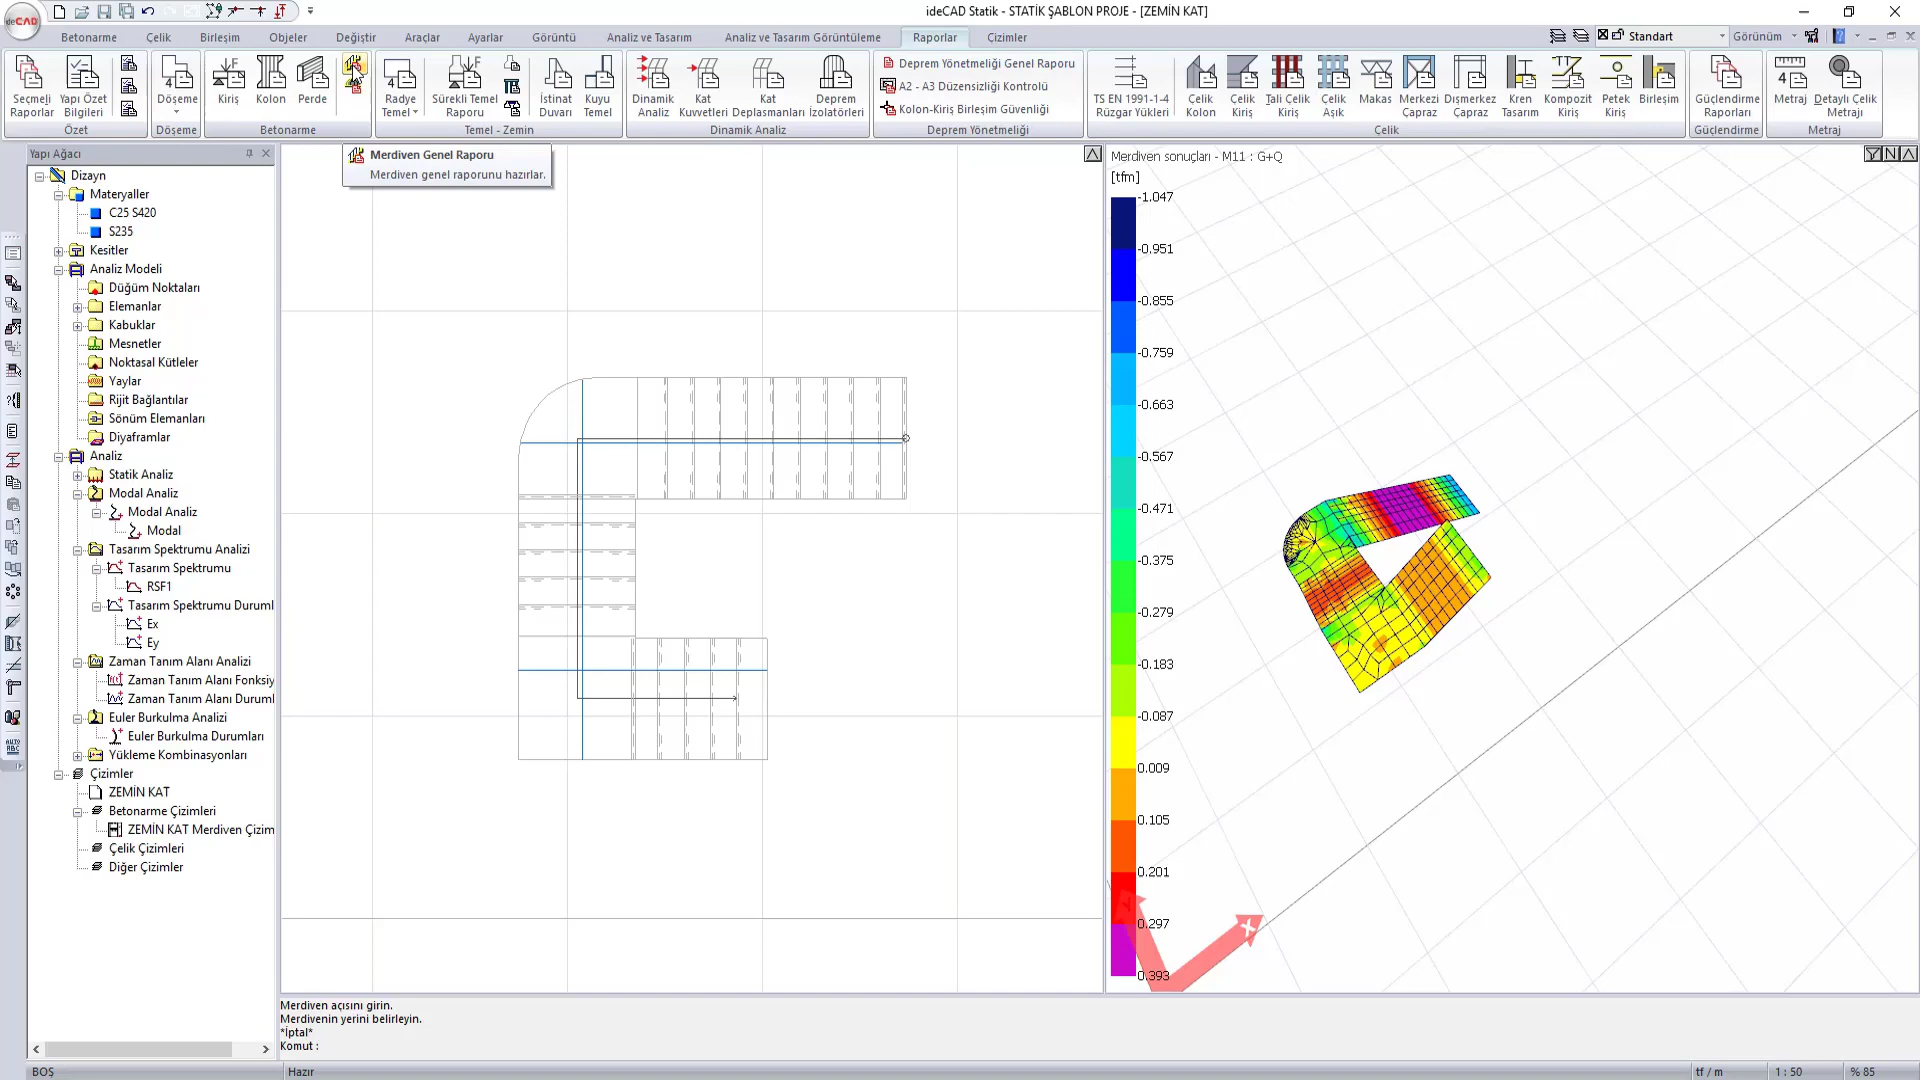 ideCAD
ideCAD Statik - STATİK ŞABLON PROJE - [ZEMİN KAT]
Betonarme Çelik Birleşim Objeler Değiştir Araçlar Ayarlar Görüntü Analiz ve Tasarım Analiz ve Tasarım Görüntüleme Raporlar Çizimler
Standart Görünüm
Seçmeli Raporlar
Yapı Özet Bilgileri
Özet
Döşeme
Döşeme
Kiriş
Kolon
Perde
Betonarme
Radye Temel
Sürekli Temel Raporu
İstinat Duvarı
Kuyu Temel
Temel - Zemin
Dinamik Analiz
Kat Kuvvetleri
Kat Deplasmanları
Deprem İzolatörleri
Dinamik Analiz
Deprem Yönetmeliği Genel Raporu
A2 - A3 Düzensizliği Kontrolü
Kolon-Kiriş Birleşim Güvenliği
Deprem Yönetmeliği
TS EN 1991-1-4 Rüzgar Yükleri
Çelik Kolon
Çelik Kiriş
Tali Çelik Kiriş
Çelik Aşık
Makas
Merkezi Çapraz
Dışmerkez Çapraz
Kren Tasarım
Kompozit Kiriş
Petek Kiriş
Birleşim
Çelik
Güçlendirme Raporları
Güçlendirme
Metraj
Detaylı Çelik Metrajı
Metraj
Merdiven Genel Raporu
Merdiven genel raporunu hazırlar.
Yapı Ağacı
Dizayn
Materyaller
C25 S420
S235
Kesitler
Analiz Modeli
Düğüm Noktaları
Elemanlar
Kabuklar
Mesnetler
Noktasal Kütleler
Yaylar
Rijit Bağlantılar
Sönüm Elemanları
Diyaframlar
Analiz
Statik Analiz
Modal Analiz
Modal Analiz
Modal
Tasarım Spektrumu Analizi
Tasarım Spektrumu
RSF1
Tasarım Spektrumu Duruml
Ex
Ey
Zaman Tanım Alanı Analizi
Zaman Tanım Alanı Fonksiy
Zaman Tanım Alanı Duruml
Euler Burkulma Analizi
Euler Burkulma Durumları
Yükleme Kombinasyonları
Çizimler
ZEMİN KAT
Betonarme Çizimleri
ZEMİN KAT Merdiven Çizim
Çelik Çizimleri
Diğer Çizimler
Merdiven sonuçları - M11 : G+Q
[tfm]
-1.047
-0.951
-0.855
-0.759
-0.663
-0.567
-0.471
-0.375
-0.279
-0.183
-0.087
0.009
0.105
0.201
0.297
0.393
X
Merdiven açısını girin.
Merdivenin yerini belirleyin.
*İptal*
Komut :
BOŞ Hazır tf / m 1 : 50 % 85